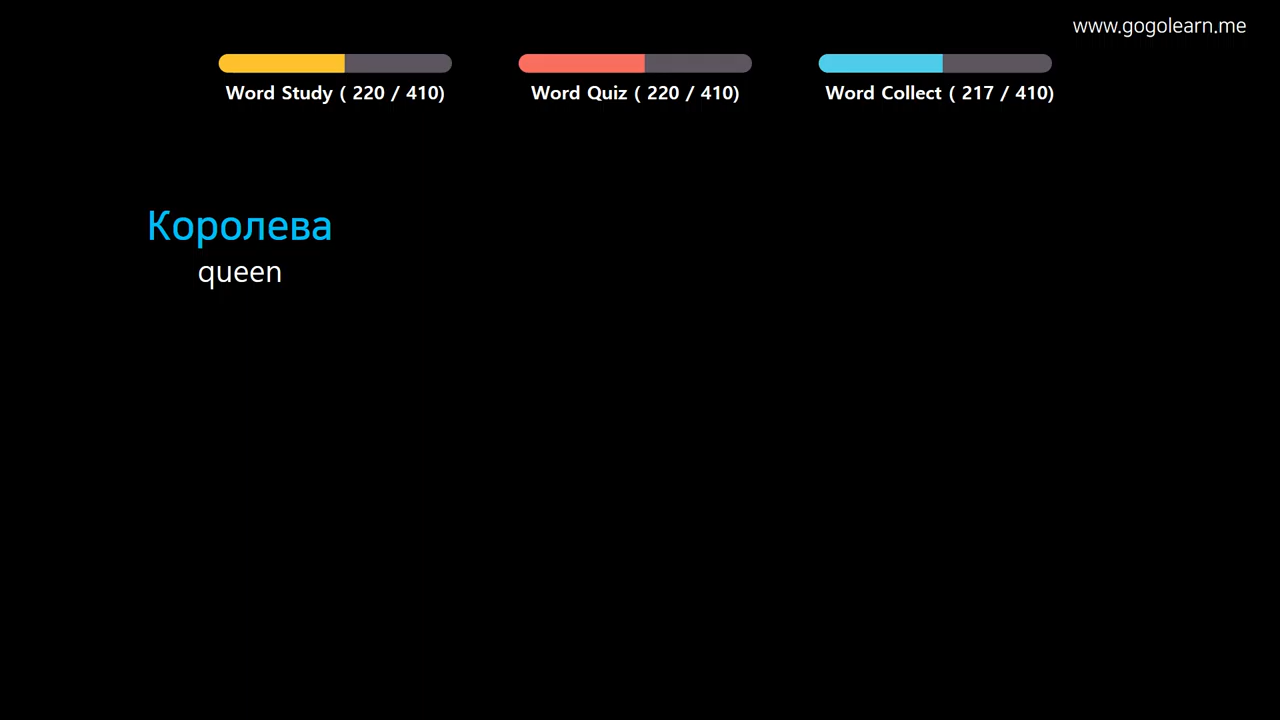 www.gogolearn.me
Word Study ( 220 / 410)
Word Quiz ( 220 / 410)
Word Collect ( 217 / 410)
Королева
queen